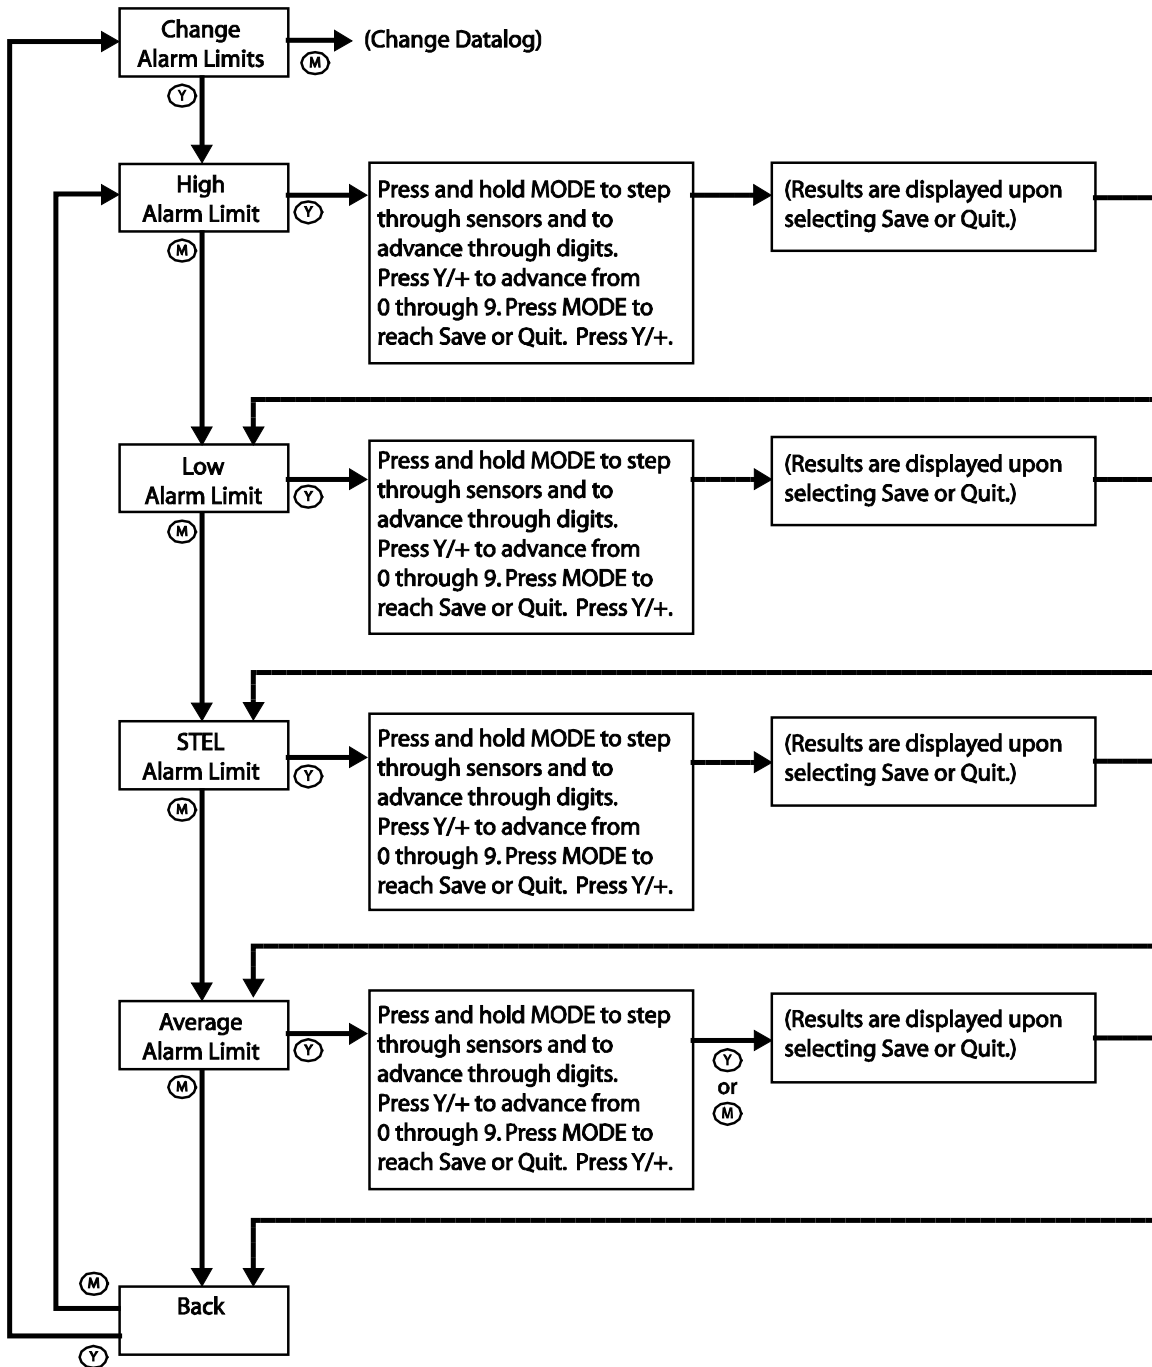 Change
Alarm Limits
M
(Change Datalog)
Y
High
Alarm Limit
Y
M
Press and hold MODE to step
through sensors and to
advance through digits.
Press Y/+ to advance from
0 through 9. Press MODE to
reach Save or Quit. Press Y/+.
(Results are displayed upon
selecting Save or Quit.)
Low
Alarm Limit
Y
M
Press and hold MODE to step
through sensors and to
advance through digits.
Press Y/+ to advance from
0 through 9. Press MODE to
reach Save or Quit. Press Y/+.
(Results are displayed upon
selecting Save or Quit.)
STEL
Alarm Limit
Y
M
Press and hold MODE to step
through sensors and to
advance through digits.
Press Y/+ to advance from
0 through 9. Press MODE to
reach Save or Quit. Press Y/+.
(Results are displayed upon
selecting Save or Quit.)
Average
Alarm Limit
Y
M
Press and hold MODE to step
through sensors and to
advance through digits.
Press Y/+ to advance from
0 through 9. Press MODE to
reach Save or Quit. Press Y/+.
Y
or
M
(Results are displayed upon
selecting Save or Quit.)
M
Back
Y